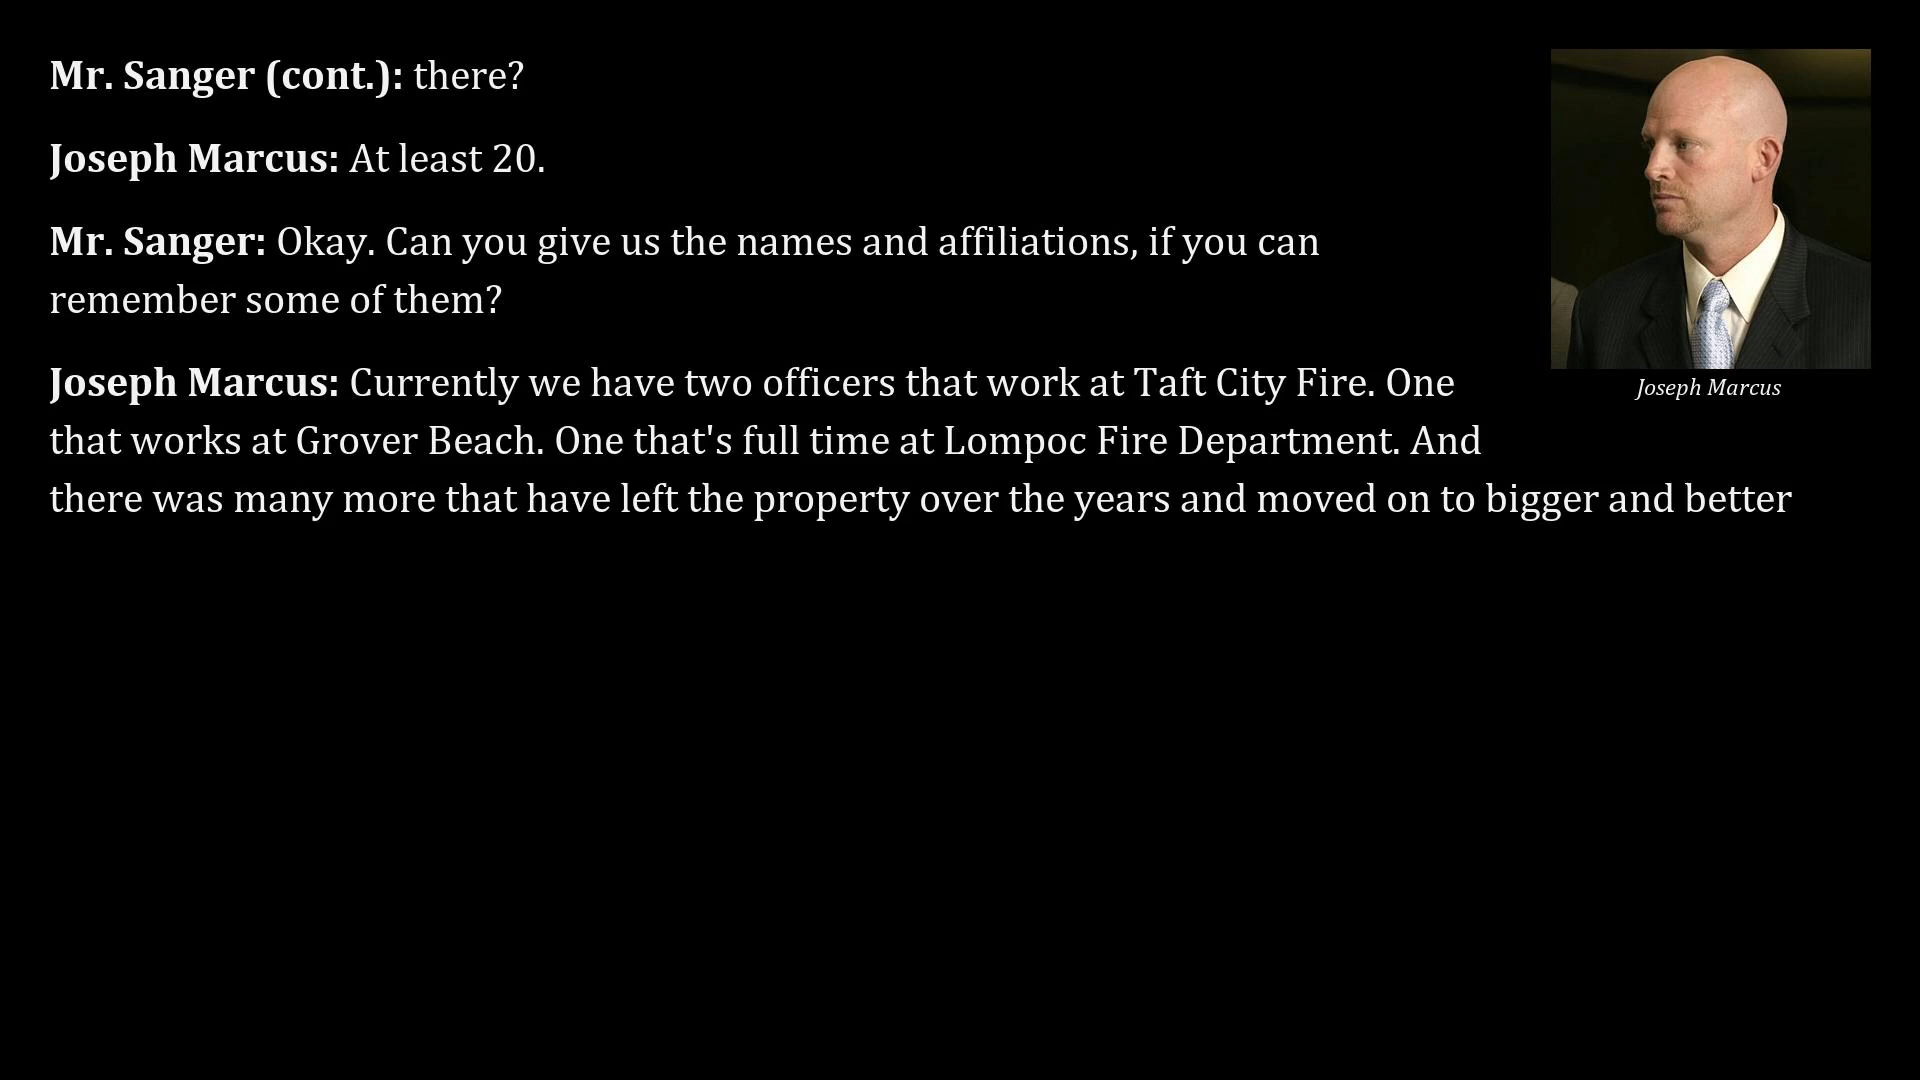 Mr. Sanger (cont.): there?
Joseph Marcus: At least 20.
Mr. Sanger: Okay. Can you give us the names and affiliations, if you can
remember some of them?
Joseph Marcus: Currently we have two officers that work at Taft City Fire. One
that works at Grover Beach. One that's full time at Lompoc Fire Department. And
there was many more that have left the property over the years and moved on to bigger and better
Joseph Marcus